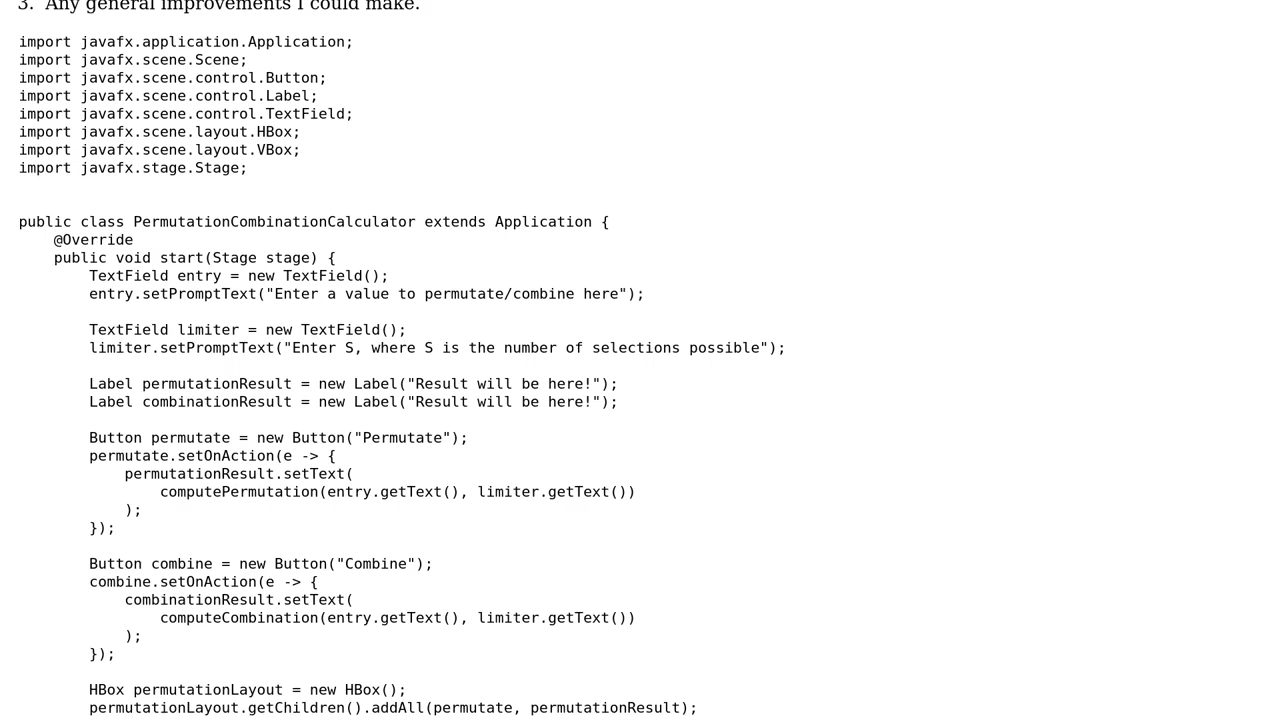 3. Any general improvements I could make.
import javafx.application.Application;
import javafx.scene.Scene;
import javafx.scene.control.Button;
import javafx.scene.control.Label;
import javafx.scene.control.TextField;
import javafx.scene.layout.HBox;
import javafx.scene.layout.VBox;
import javafx.stage.Stage;
public class PermutationCombinationCalculator extends Application {
    @Override
    public void start(Stage stage) {
        TextField entry = new TextField();
        entry.setPromptText("Enter a value to permutate/combine here");
        TextField limiter = new TextField();
        limiter.setPromptText("Enter S, where S is the number of selections possible");
        Label permutationResult = new Label("Result will be here!");
        Label combinationResult = new Label("Result will be here!");
        Button permutate = new Button("Permutate");
        permutate.setOnAction(e -> {
            permutationResult.setText(
                computePermutation(entry.getText(), limiter.getText())
            );
        });
        Button combine = new Button("Combine");
        combine.setOnAction(e -> {
            combinationResult.setText(
                computeCombination(entry.getText(), limiter.getText())
            );
        });
        HBox permutationLayout = new HBox();
        permutationLayout.getChildren().addAll(permutate, permutationResult);